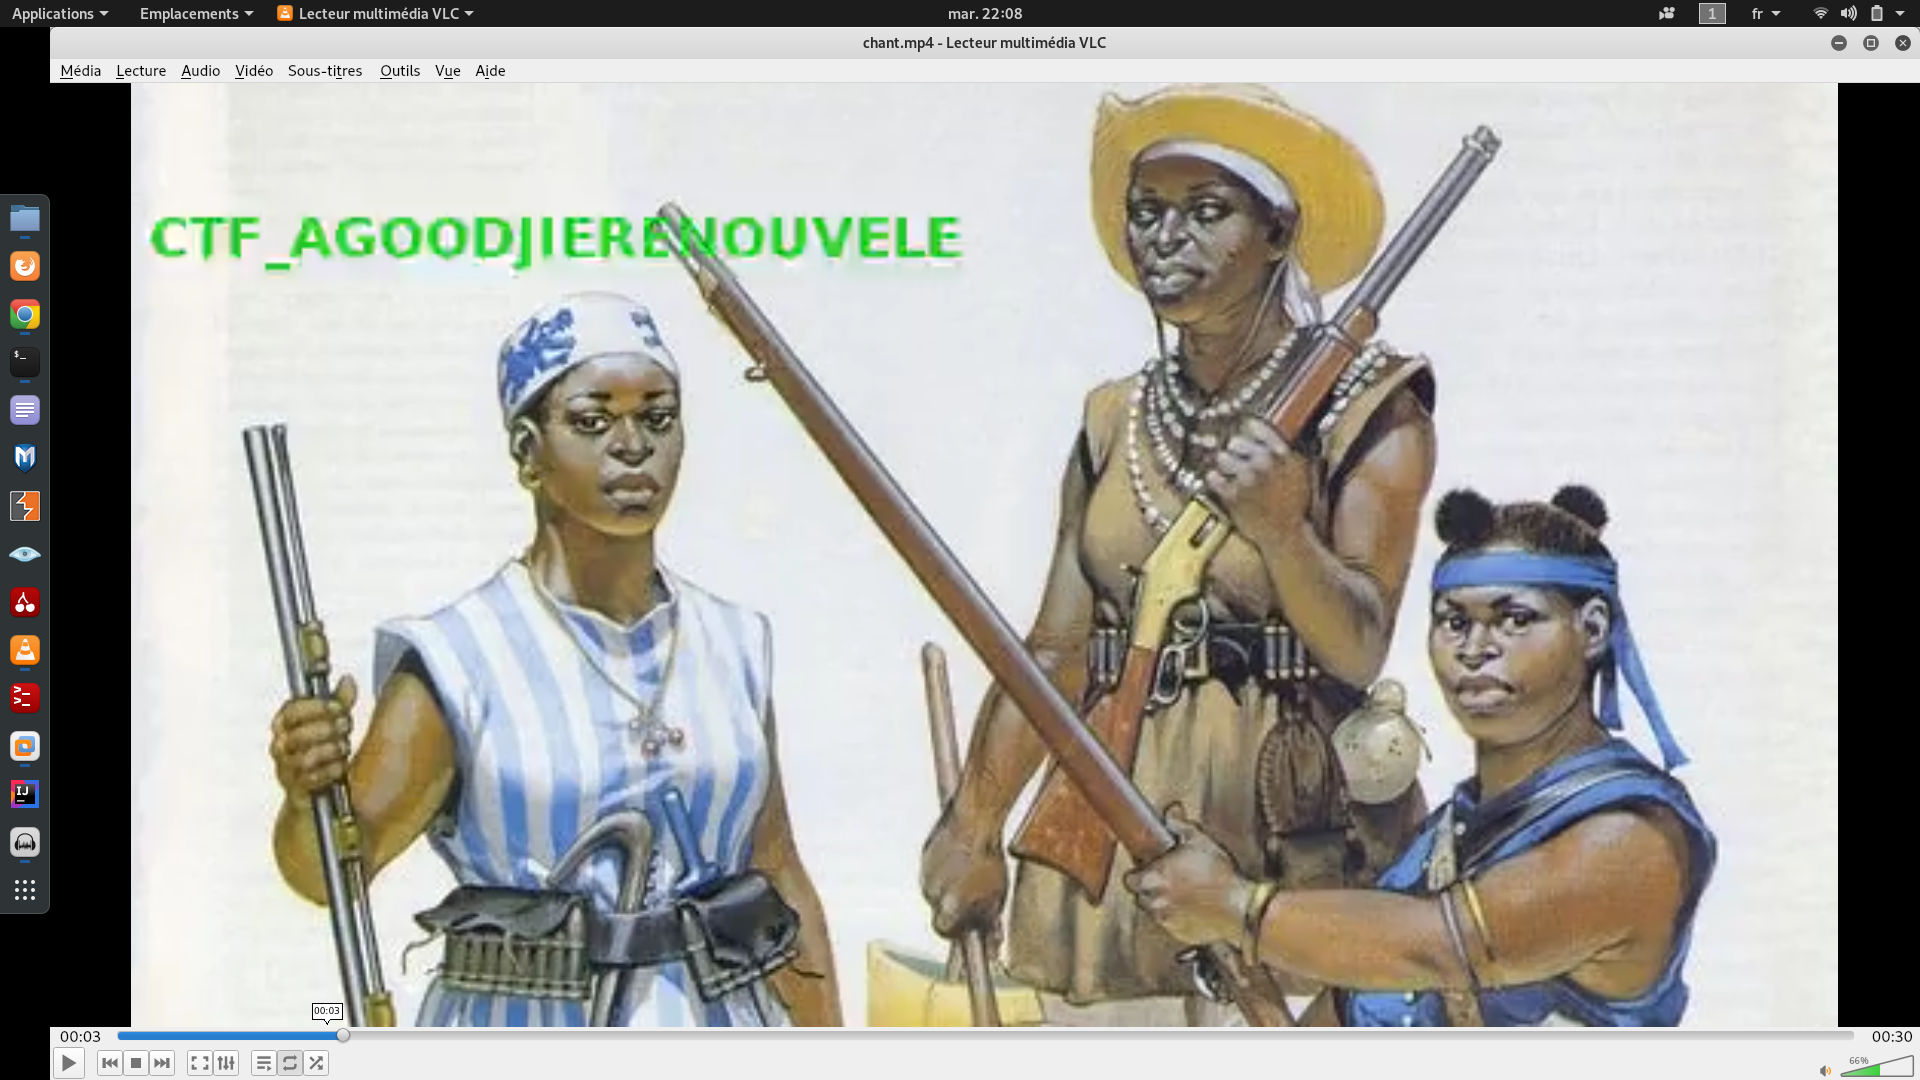 Applications Emplacements Lecteur multimédia VLC mar. 22:08 1 fr
chant.mp4 - Lecteur multimédia VLC
Média Lecture Audio Vidéo Sous-titres Outils Vue Aide
CTF_AGOODJIERENOUVELE
$_
IJ
00:03
00:03 00:30
66%